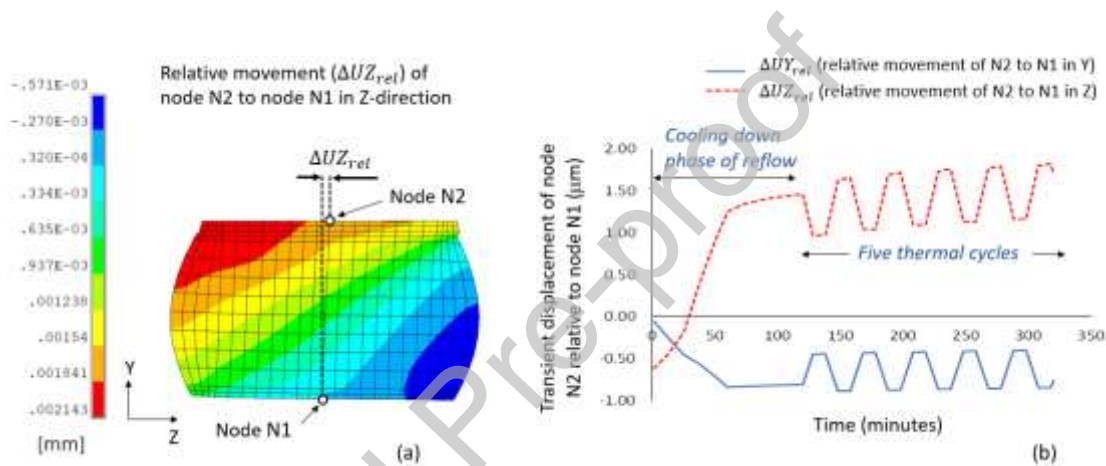 Relative movement (ΔUZrel) of
node N2 to node N1 in Z-direction
-.571E-03
-.270E-03
.320E-04
.334E-03
.635E-03
.937E-03
.001238
.00154
.001841
.002143
[mm]
ΔUZrel
Node N2
Node N1
Y
Z
(a)
ΔUYrel (relative movement of N2 to N1 in Y)
ΔUZrel (relative movement of N2 to N1 in Z)
Transient displacement of node
N2 relative to node N1 (μm)
Cooling down
phase of reflow
Five thermal cycles
2.00
1.50
1.00
0.50
0.00
-0.50
-1.00
0 50 100 150 200 250 300 350
Time (minutes)
(b)
Pre-proof